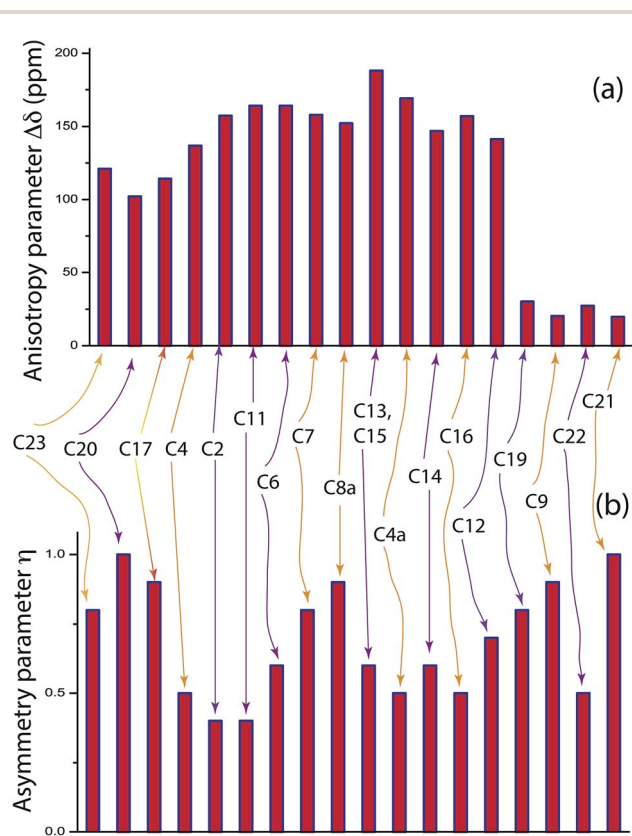 Anisotropy parameter Δδ (ppm)
200
150
100
50
0
(a)
C23
C20
C17
C4
C2
C11
C6
C7
C8a
C13,
C15
C4a
C14
C16
C12
C19
C9
C22
C21
(b)
Asymmetry parameter η
1.0
0.5
0.0